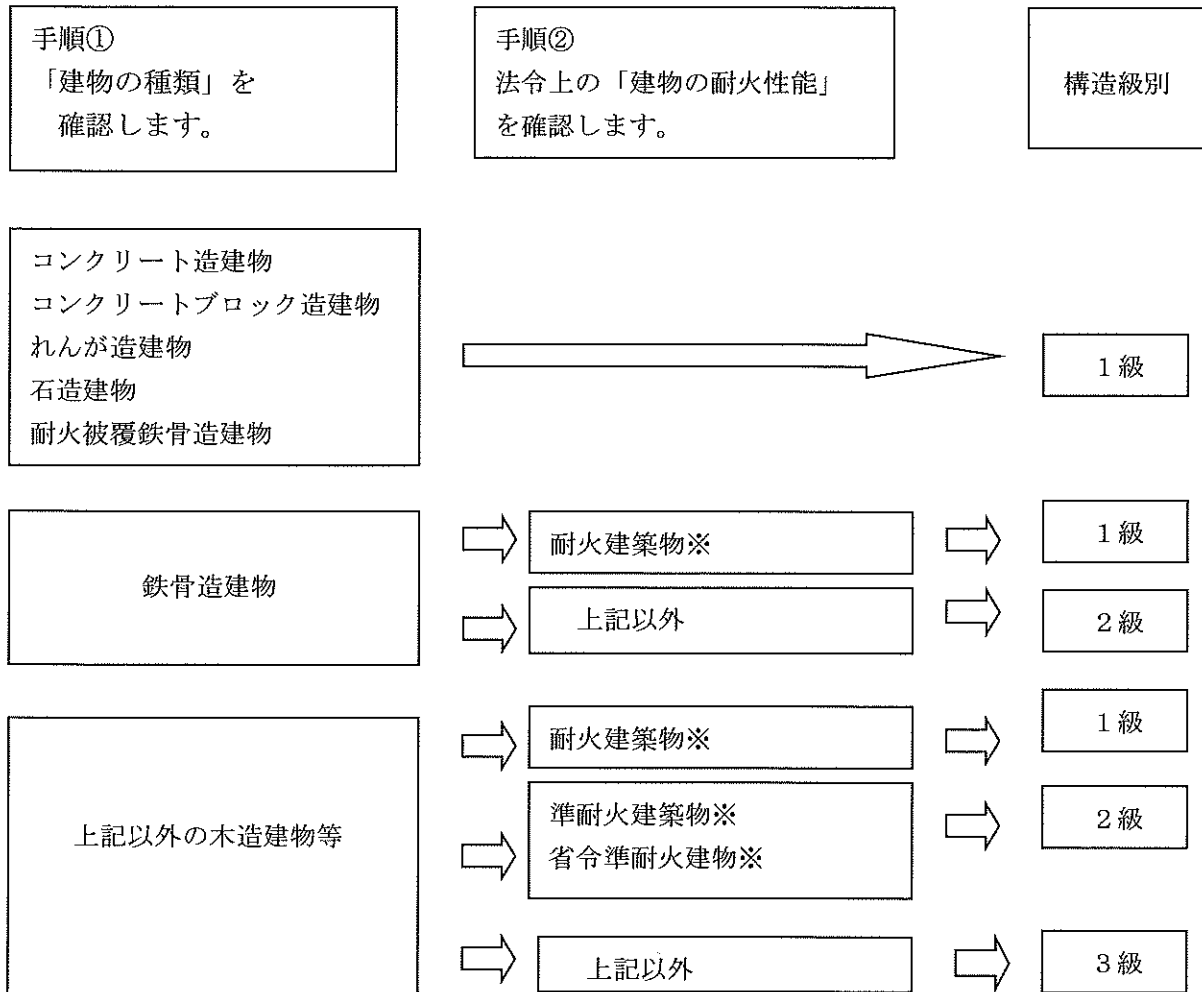 手順①
「建物の種類」を
確認します。
手順②
法令上の「建物の耐火性能」
を確認します。
構造級別
コンクリート造建物
コンクリートブロック造建物
れんが造建物
石造建物
耐火被覆鉄骨造建物
1級
鉄骨造建物
耐火建築物※
1級
上記以外
2級
上記以外の木造建物等
耐火建築物※
1級
準耐火建築物※
省令準耐火建物※
2級
上記以外
3級